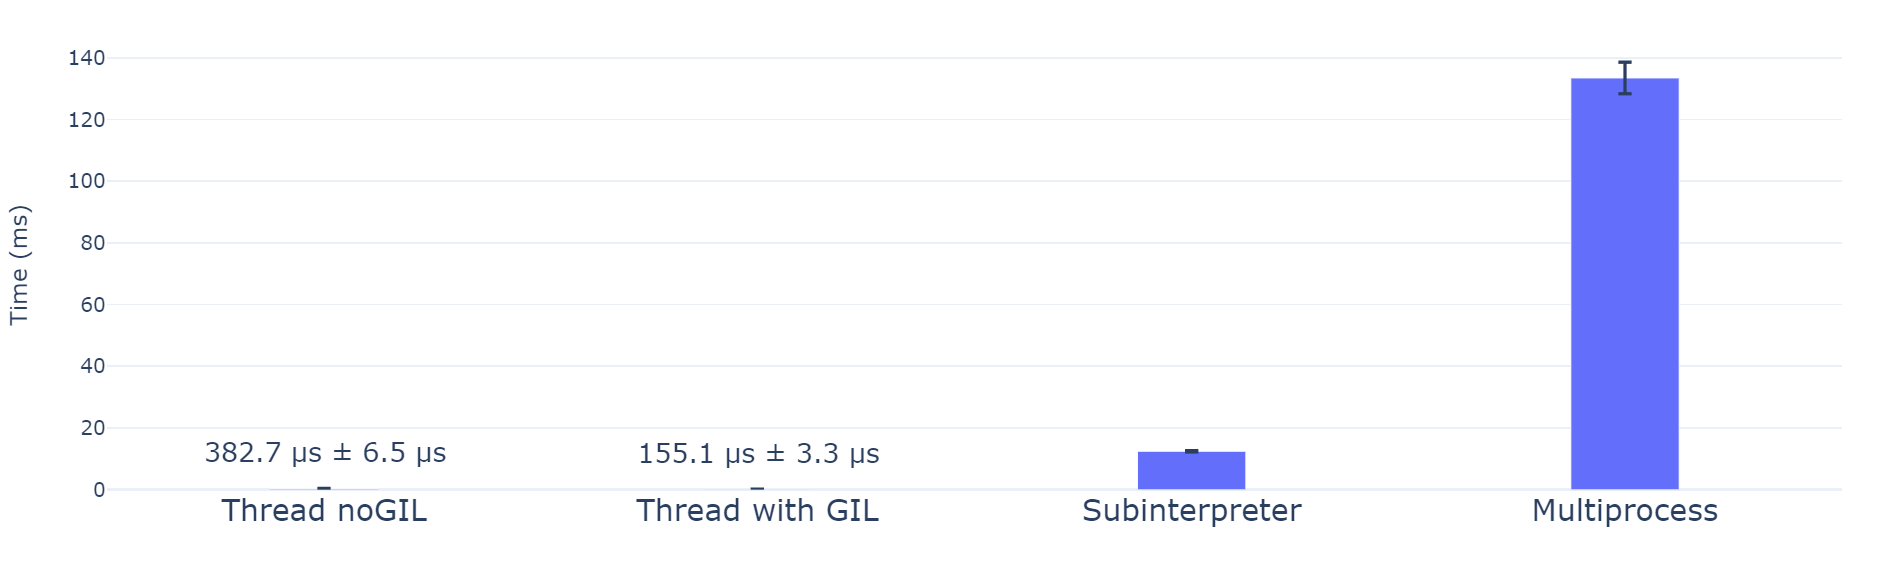 Time (ms)
140
120
100
80
60
40
20
0
382.7 µs ± 6.5 µs
155.1 µs ± 3.3 µs
Thread noGIL
Thread with GIL
Subinterpreter
Multiprocess